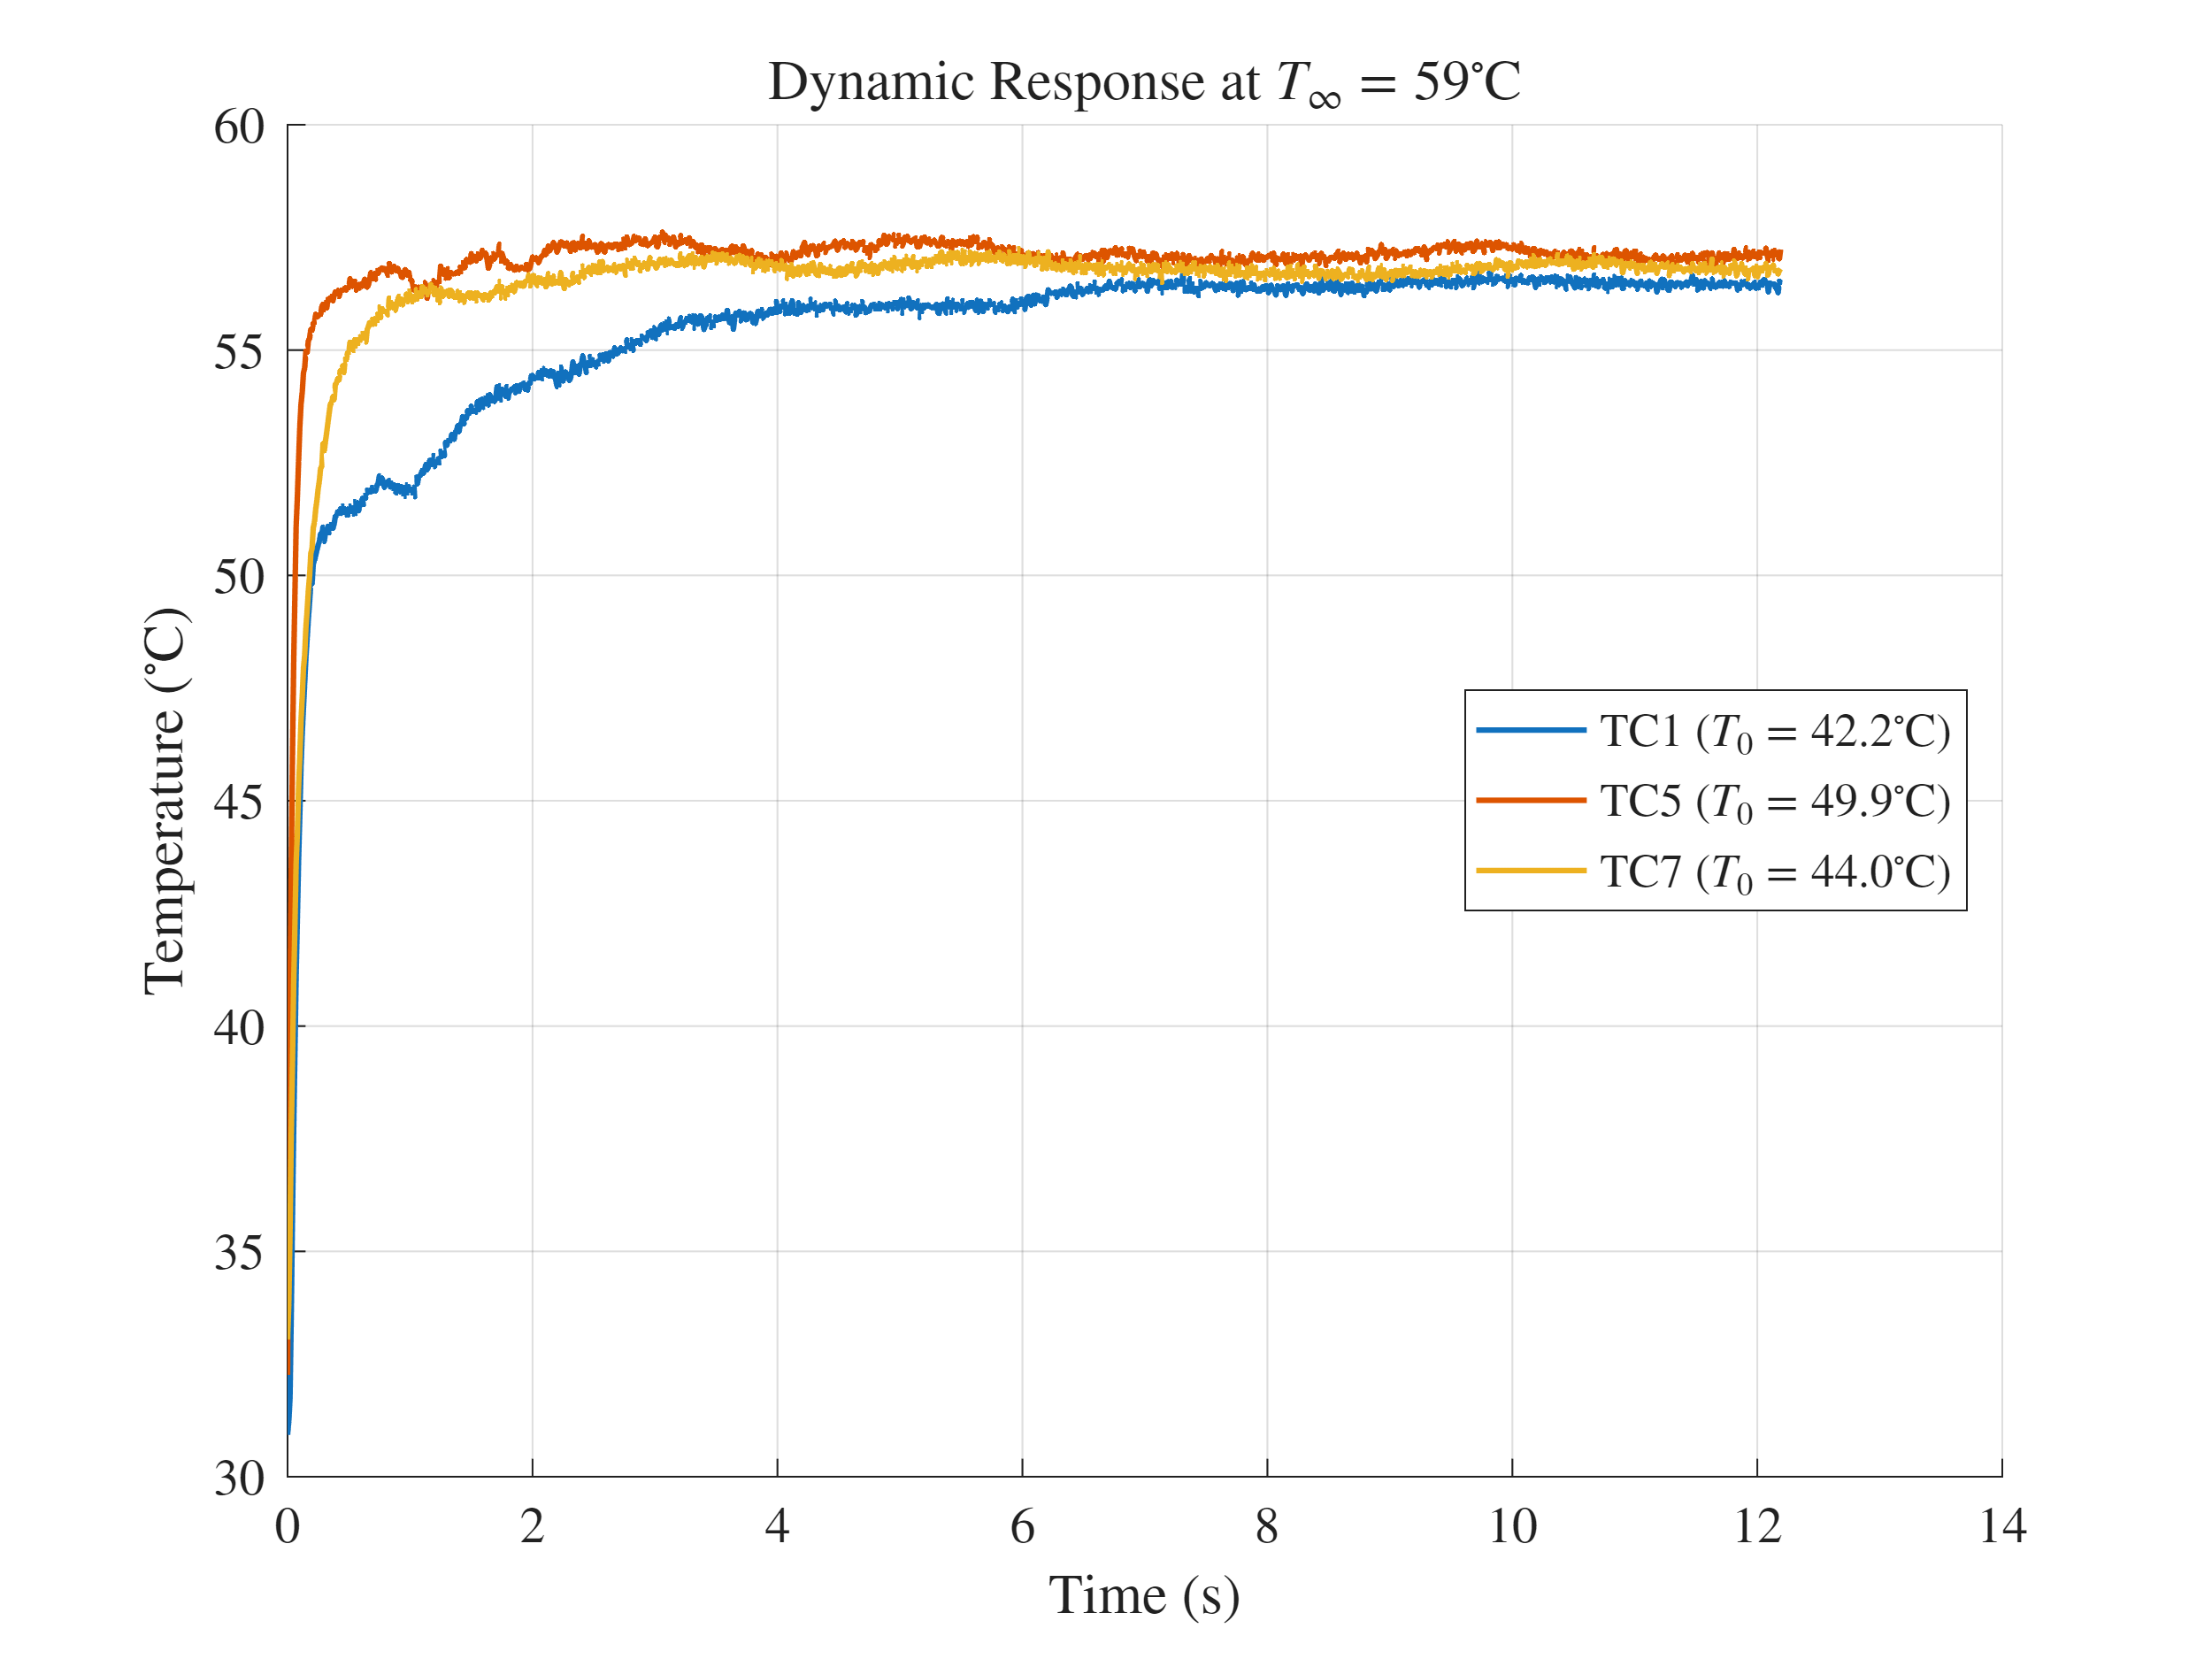 Dynamic Response at T∞ = 59°C
Temperature (°C)
60
55
50
45
40
35
30
TC1 (T₀ = 42.2°C)
TC5 (T₀ = 49.9°C)
TC7 (T₀ = 44.0°C)
0 2 4 6 8 10 12 14
Time (s)